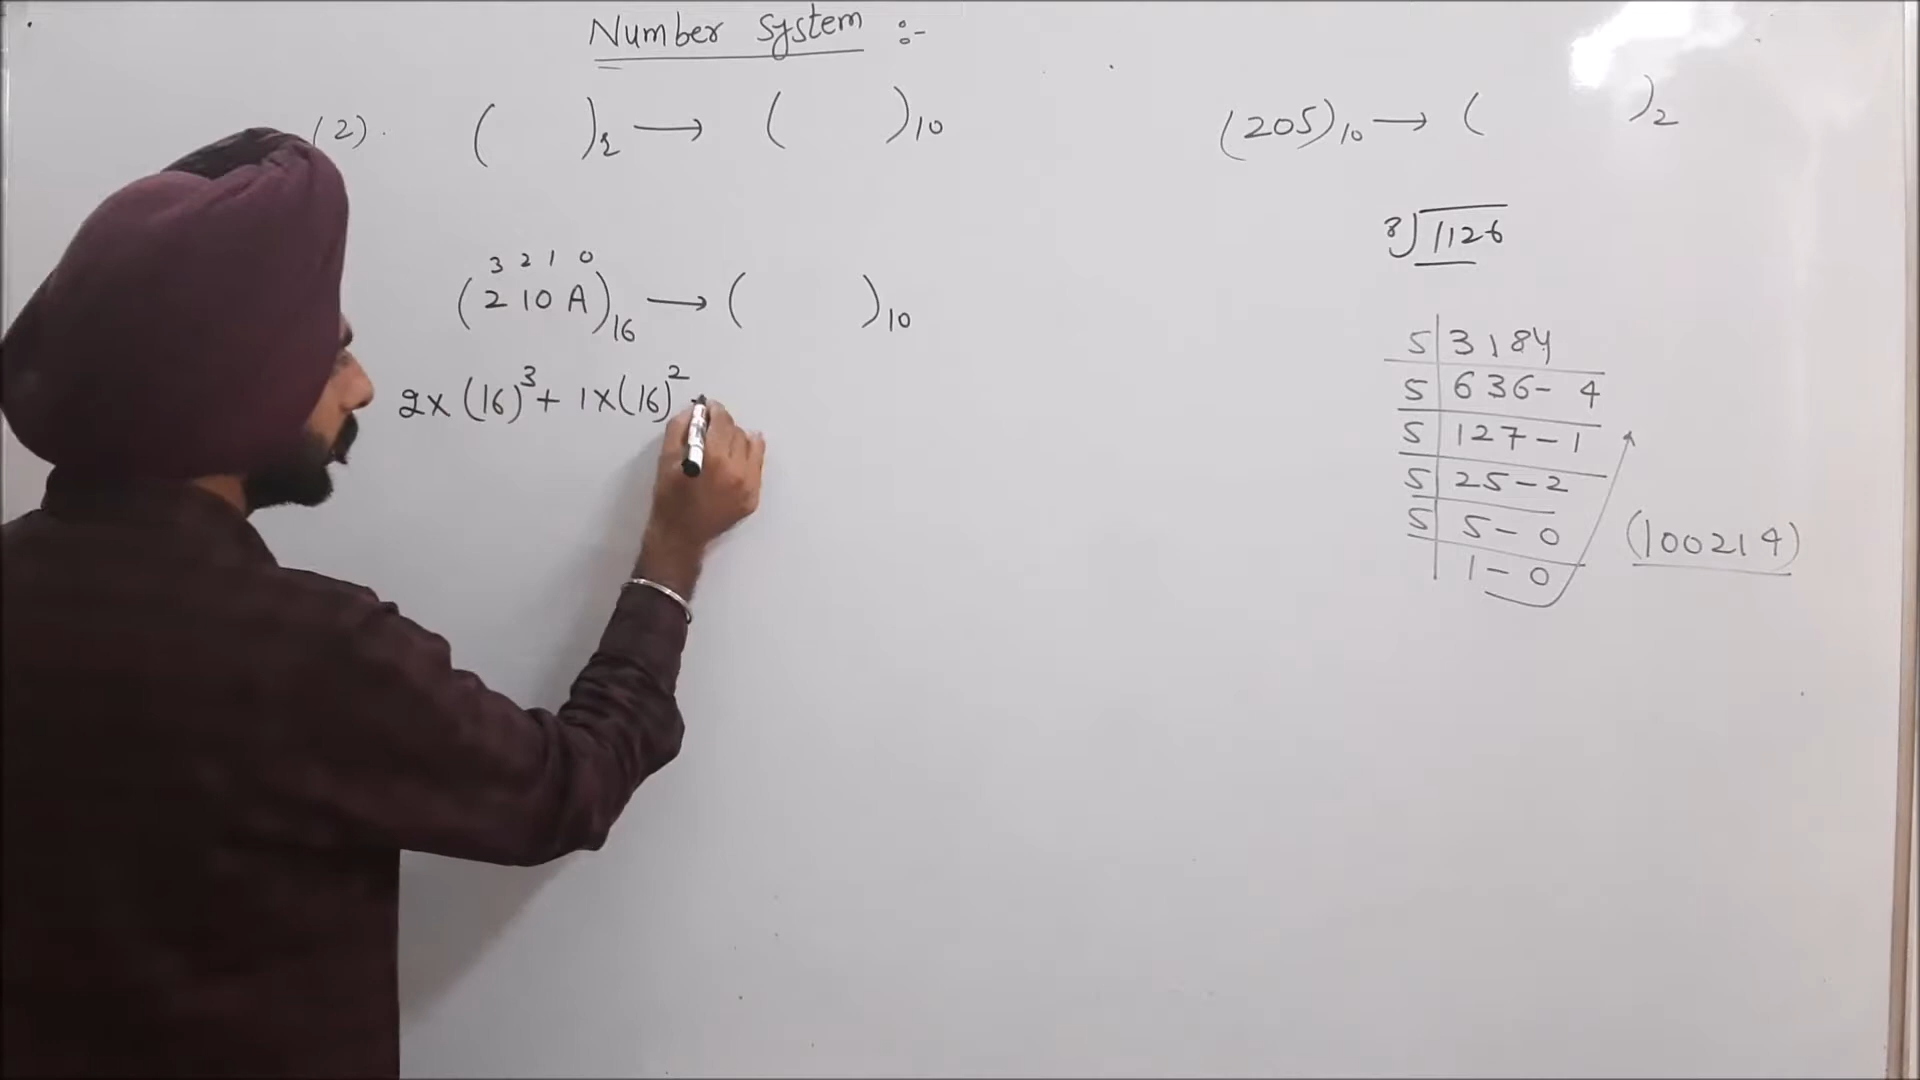 Number system :-
(2). ( )r → ( )10
(205)10 → ( )2
8)1126
3 2 1 0
(2 1 0 A)16 → ( )10
2 x (16)^3 + 1 x (16)^2
5 | 3184
5 | 636 - 4
5 | 127 - 1
5 | 25 - 2
5 | 5 - 0
1 - 0
(100214)